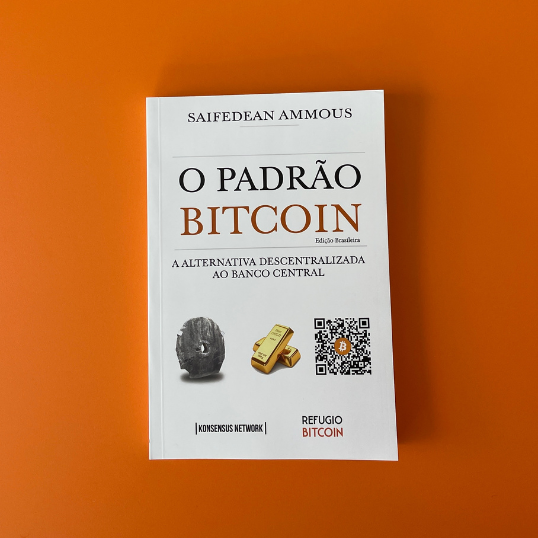 SAIFEDEAN AMMOUS
O PADRÃO
BITCOIN
Edição Brasileira
A ALTERNATIVA DESCENTRALIZADA
AO BANCO CENTRAL
|KONSENSUS NETWORK|
REFUGIO
BITCOIN